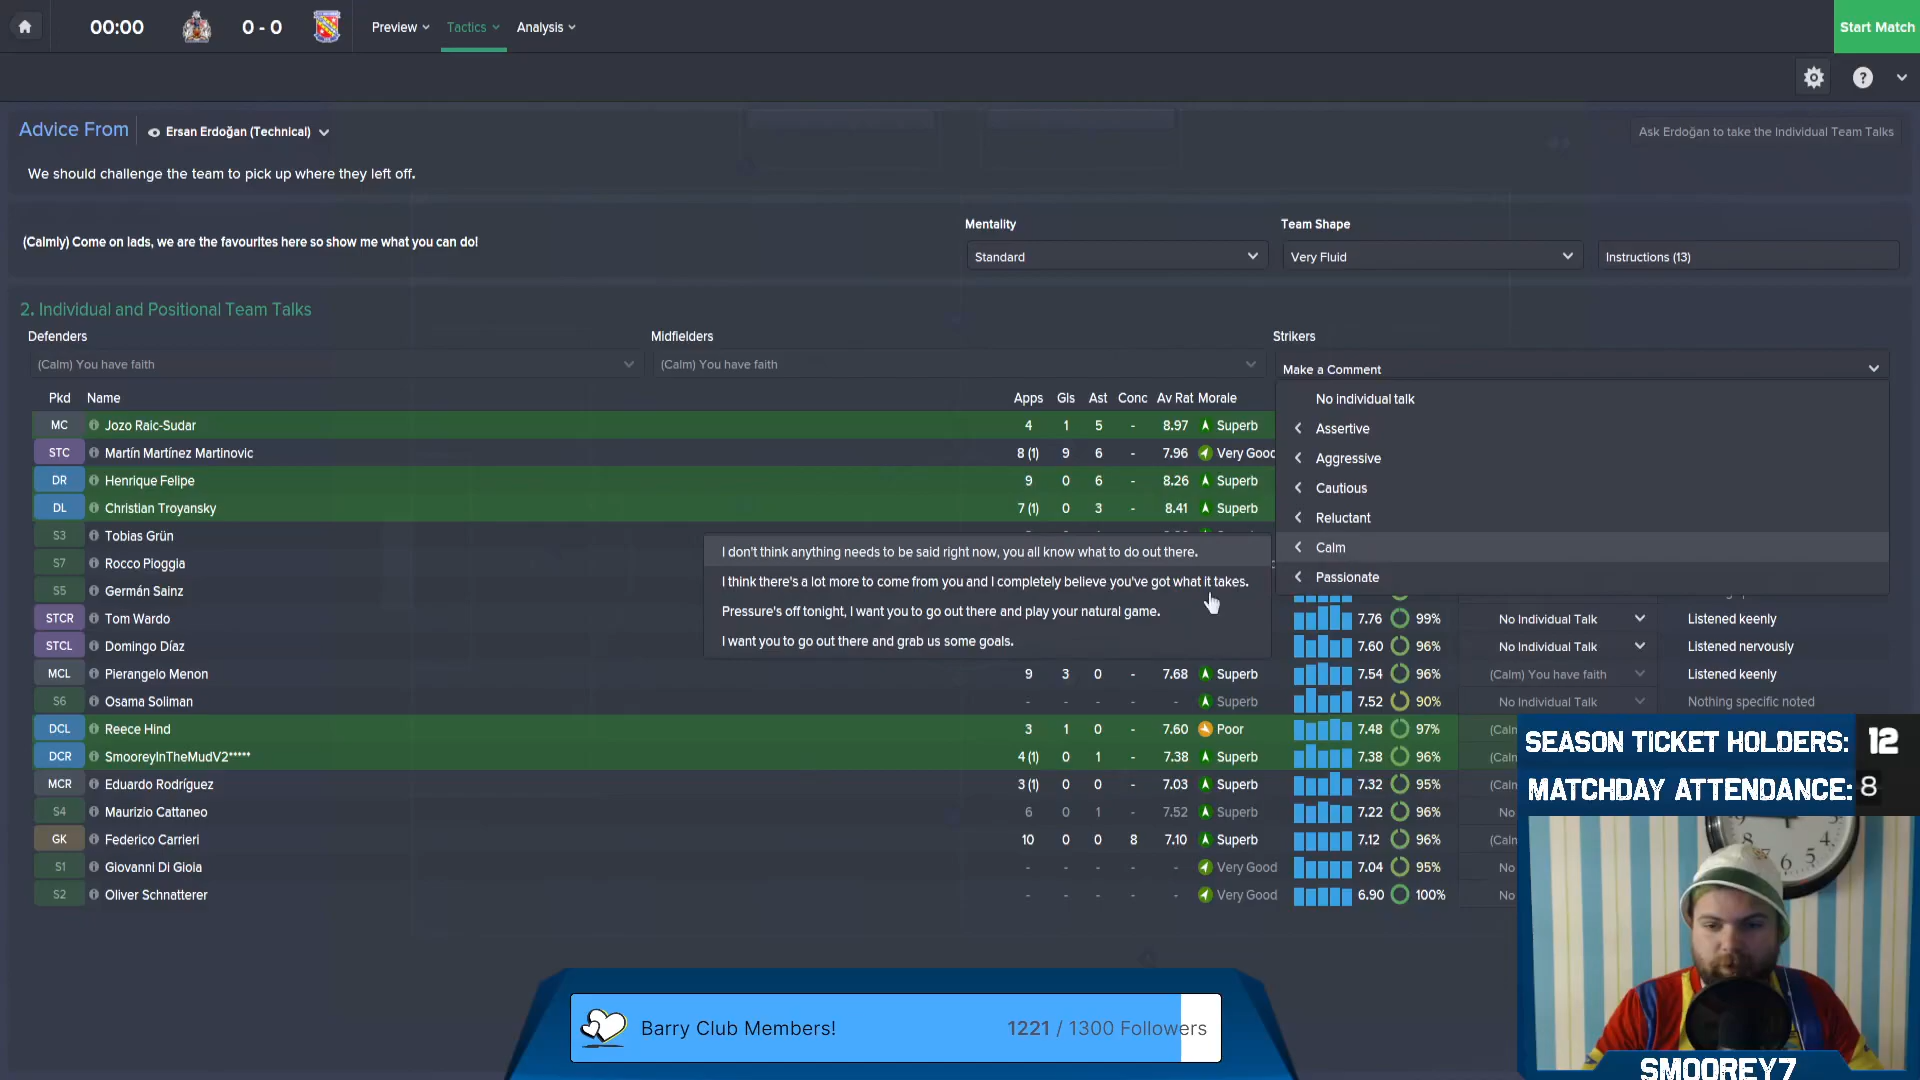 00:00 0 - 0 Preview Tactics Analysis Start Match
Advice From Ersan Erdoğan (Technical) Ask Erdoğan to take the Individual Team Talks
We should challenge the team to pick up where they left off.
Mentality Team Shape
(Calmly) Come on lads, we are the favourites here so show me what you can do!
Standard Very Fluid Instructions (13)
2. Individual and Positional Team Talks
Defenders Midfielders Strikers
(Calm) You have faith (Calm) You have faith Make a Comment
Pkd Name Apps Gls Ast Conc Av Rat Morale No individual talk
MC Jozo Raic-Sudar 4 1 5 - 8.97 Superb Assertive
STC Martín Martínez Martinovic 8 (1) 9 6 - 7.96 Very Good Aggressive
DR Henrique Felipe 9 0 6 - 8.26 Superb Cautious
DL Christian Troyansky 7 (1) 0 3 - 8.41 Superb Reluctant
S3 Tobias Grün
I don't think anything needs to be said right now, you all know what to do out there. Calm
S7 Rocco Pioggia
I think there's a lot more to come from you and I completely believe you've got what it takes. Passionate
S5 Germán Sainz
Pressure's off tonight, I want you to go out there and play your natural game.
STCR Tom Wardo 7.76 99% No Individual Talk Listened keenly
I want you to go out there and grab us some goals.
STCL Domingo Díaz 7.60 96% No Individual Talk Listened nervously
MCL Pierangelo Menon 9 3 0 - 7.68 Superb 7.54 96% (Calm) You have faith Listened keenly
S6 Osama Soliman - - - - - Superb 7.52 90% No Individual Talk Nothing specific noted
DCL Reece Hind 3 1 0 - 7.60 Poor 7.48 97% (Calm
DCR SmooreyInTheMudV2***** 4 (1) 0 1 - 7.38 Superb 7.38 96% (Calm
MCR Eduardo Rodríguez 3 (1) 0 0 - 7.03 Superb 7.32 95% (Calm
S4 Maurizio Cattaneo 6 0 1 - 7.52 Superb 7.22 96% No
GK Federico Carrieri 10 0 0 8 7.10 Superb 7.12 96% (Calm
S1 Giovanni Di Gioia - - - - - Very Good 7.04 95% No
S2 Oliver Schnatterer - - - - - Very Good 6.90 100% No
SEASON TICKET HOLDERS: 12
MATCHDAY ATTENDANCE: 8
Barry Club Members! 1221 / 1300 Followers
SMOOREY7